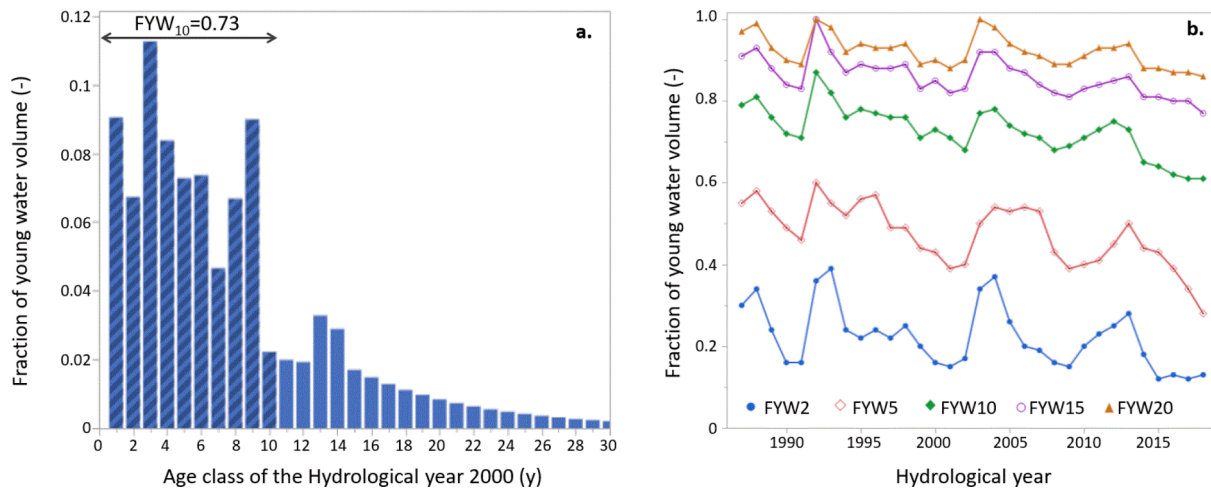 FYW10=0.73
a.
Fraction of young water volume (-)
0.12
0.1
0.08
0.06
0.04
0.02
0
0 2 4 6 8 10 12 14 16 18 20 22 24 26 28 30
Age class of the Hydrological year 2000 (y)
b.
Fraction of young water volume (-)
1.0
0.8
0.6
0.4
0.2
0
FYW2 FYW5 FYW10 FYW15 FYW20
1990 1995 2000 2005 2010 2015
Hydrological year